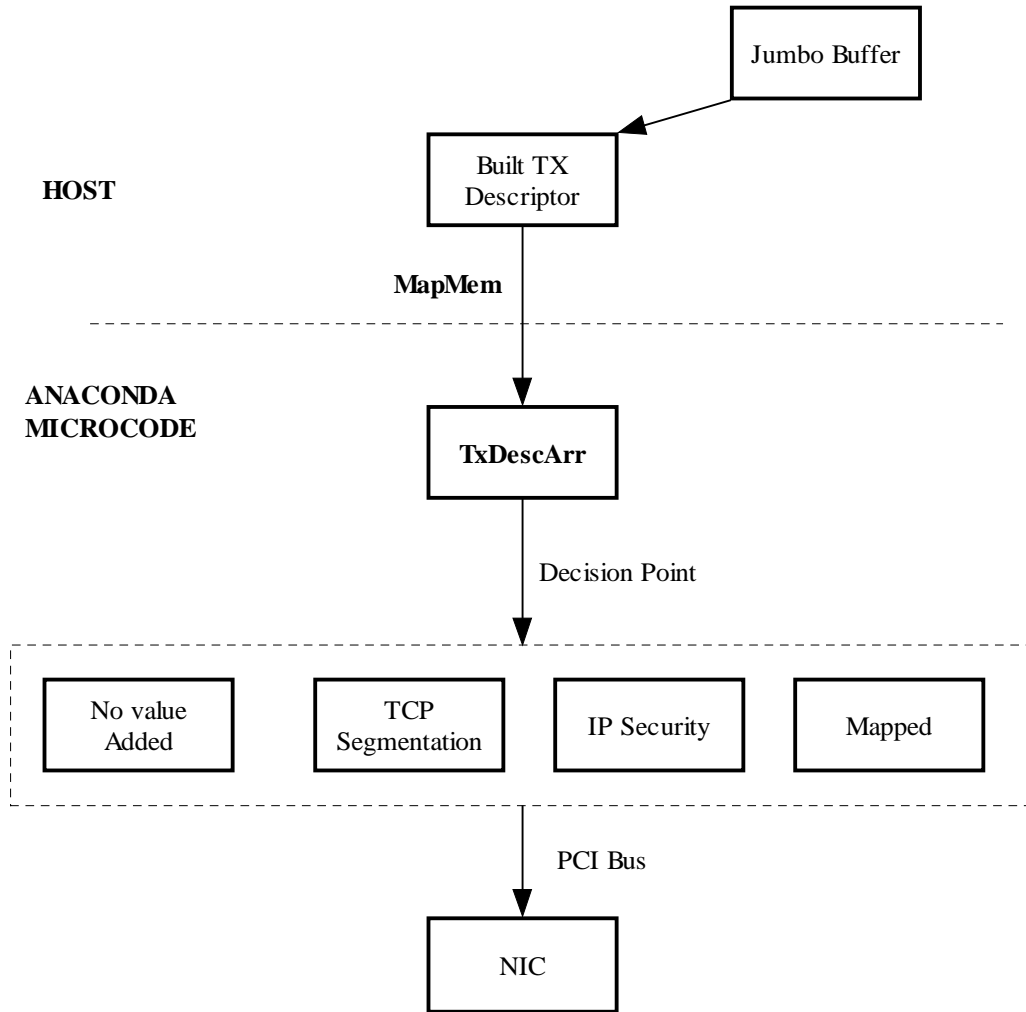 Jumbo Buffer
Built TX
Descriptor
HOST
MapMem
ANACONDA
MICROCODE
TxDescArr
Decision Point
No value
Added
TCP
Segmentation
IP Security
Mapped
PCI Bus
NIC